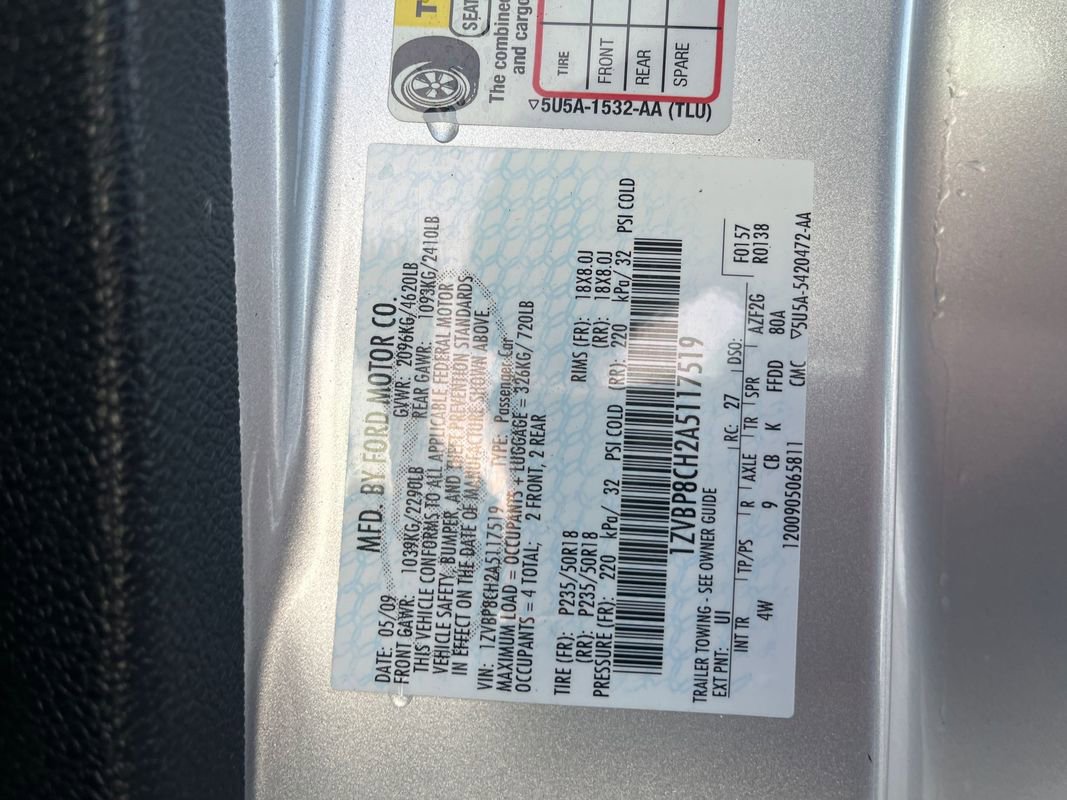 TIRE
FRONT
REAR
SPARE
SEAT
The combined
and cargo
▽5U5A-1532-AA (TLU)
MFD. BY FORD MOTOR CO.
DATE: 05/09 GVWR: 2096KG/4620LB
FRONT GAWR: 1039KG/2290LB REAR GAWR: 1093KG/2410LB
THIS VEHICLE CONFORMS TO ALL APPLICABLE FEDERAL MOTOR
VEHICLE SAFETY, BUMPER, AND THEFT PREVENTION STANDARDS
IN EFFECT ON THE DATE OF MANUFACTURE SHOWN ABOVE.
VIN: 1ZVBP8CH2A5117519 TYPE: Passenger Car
MAXIMUM LOAD = OCCUPANTS + LUGGAGE = 326KG/ 720LB
OCCUPANTS = 4 TOTAL; 2 FRONT, 2 REAR
TIRE (FR): P235/50R18 RIMS (FR): 18X8.0J
(RR): P235/50R18 (RR): 18X8.0J
PRESSURE (FR): 220 kPa/ 32 PSI COLD (RR): 220 kPa/ 32 PSI COLD
1ZVBP8CH2A5117519
TRAILER TOWING - SEE OWNER GUIDE F0157
EXT PNT: UI RC: 27 DSO: R0138
INT TR TP/PS R AXLE TR SPR AZF2G
4W 9 CB K FFDD 80A
1200905065811 CMC ▽5U5A-5420472-AA